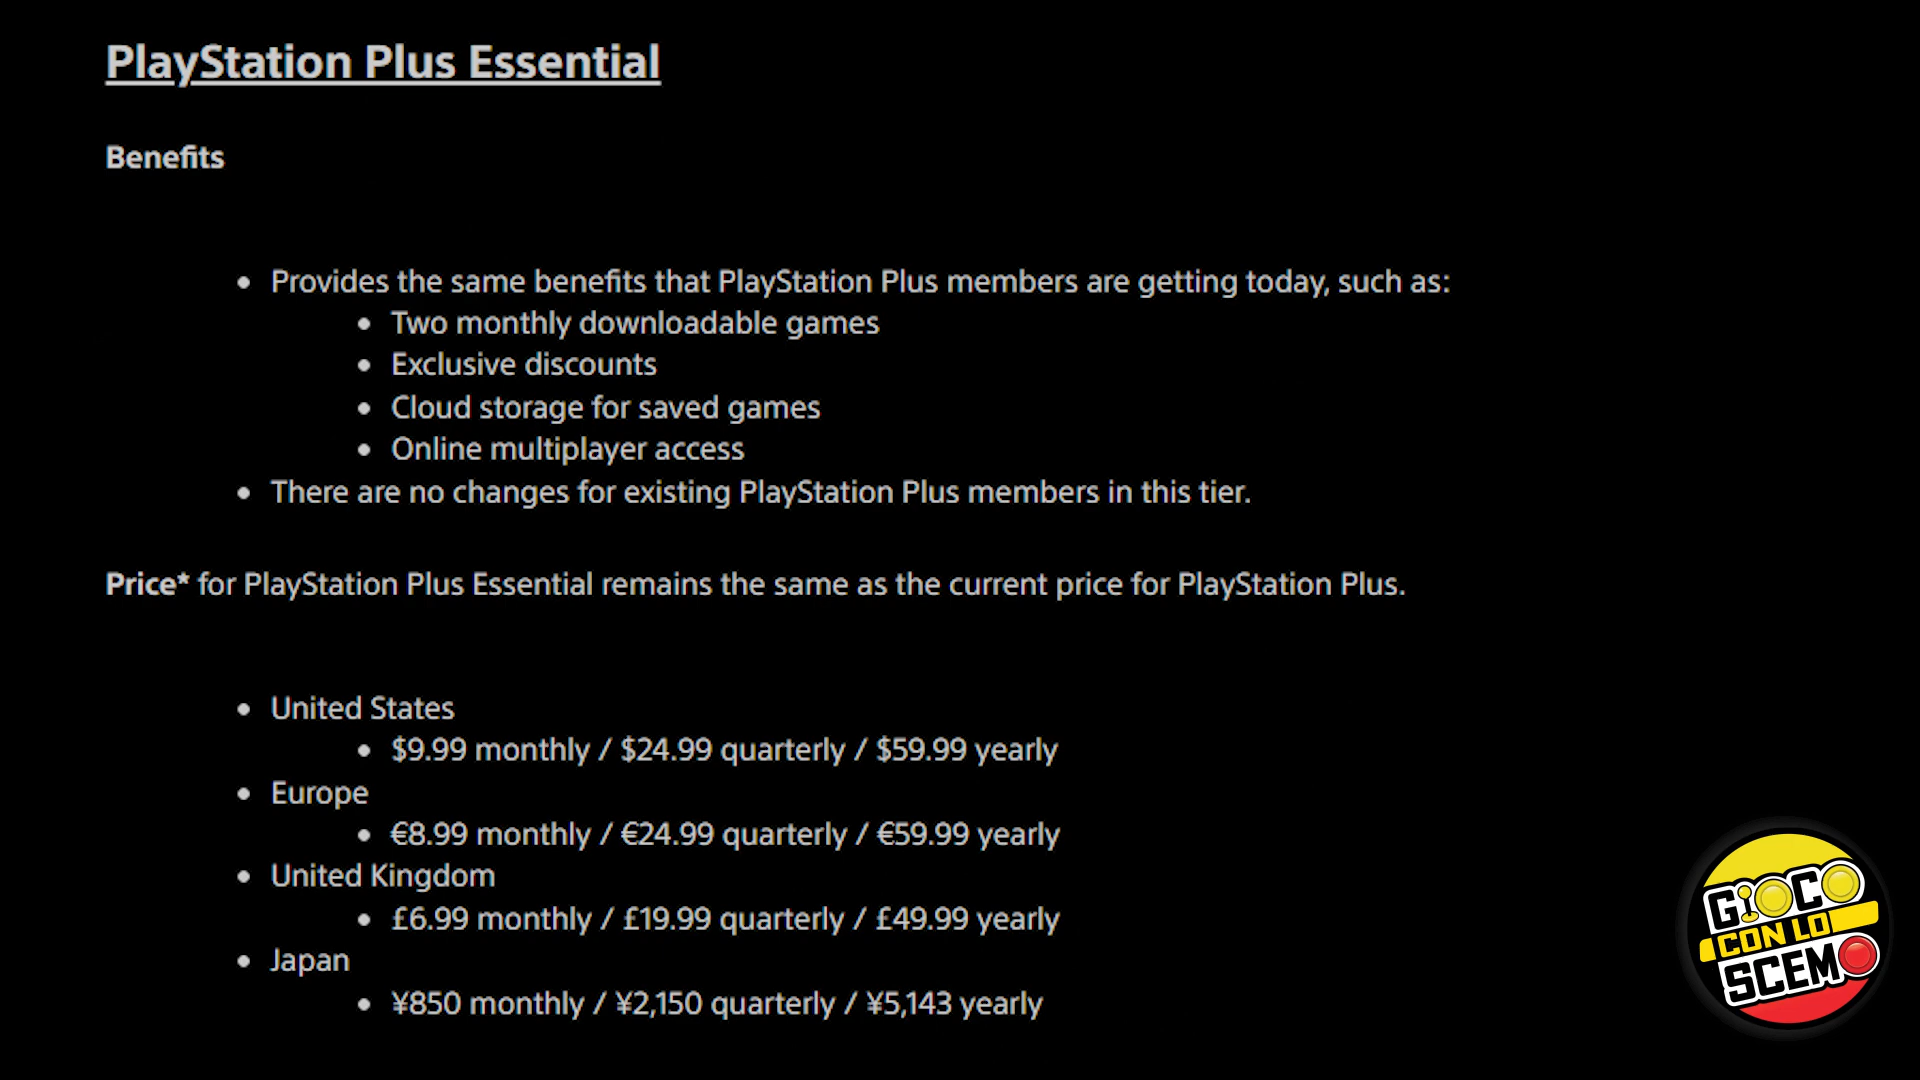 PlayStation Plus Essential
Benefits
Provides the same benefits that PlayStation Plus members are getting today, such as:
Two monthly downloadable games
Exclusive discounts
Cloud storage for saved games
Online multiplayer access
There are no changes for existing PlayStation Plus members in this tier.
Price* for PlayStation Plus Essential remains the same as the current price for PlayStation Plus.
United States
$9.99 monthly / $24.99 quarterly / $59.99 yearly
Europe
€8.99 monthly / €24.99 quarterly / €59.99 yearly
United Kingdom
£6.99 monthly / £19.99 quarterly / £49.99 yearly
Japan
¥850 monthly / ¥2,150 quarterly / ¥5,143 yearly
GIOCO
CON LO
SCEMO